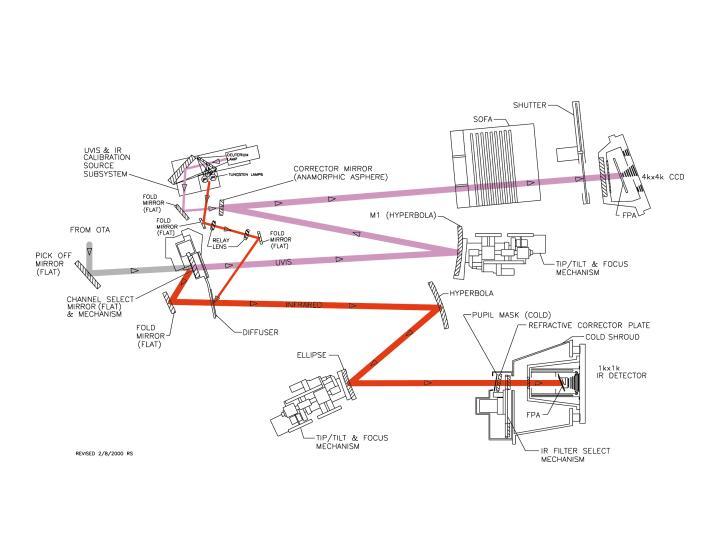 SHUTTER
SOFA
UVIS & IR
CALIBRATION
SOURCE
SUBSYSTEM
DEUTERIUM
LAMP
TUNGSTEN LAMPS
CORRECTOR MIRROR
(ANAMORPHIC ASPHERE)
4kx4k CCD
FPA
FOLD
MIRROR
(FLAT)
M1 (HYPERBOLA)
FOLD
MIRROR
(FLAT)
FROM OTA
RELAY
LENS
FOLD
MIRROR
(FLAT)
PICK OFF
MIRROR
(FLAT)
UVIS
TIP/TILT & FOCUS
MECHANISM
CHANNEL SELECT
MIRROR (FLAT)
& MECHANISM
HYPERBOLA
INFRARED
PUPIL MASK (COLD)
REFRACTIVE CORRECTOR PLATE
COLD SHROUD
FOLD
MIRROR
(FLAT)
DIFFUSER
ELLIPSE
1kx1k
IR DETECTOR
FPA
TIP/TILT & FOCUS
MECHANISM
IR FILTER SELECT
MECHANISM
REVISED 2/8/2000 RS